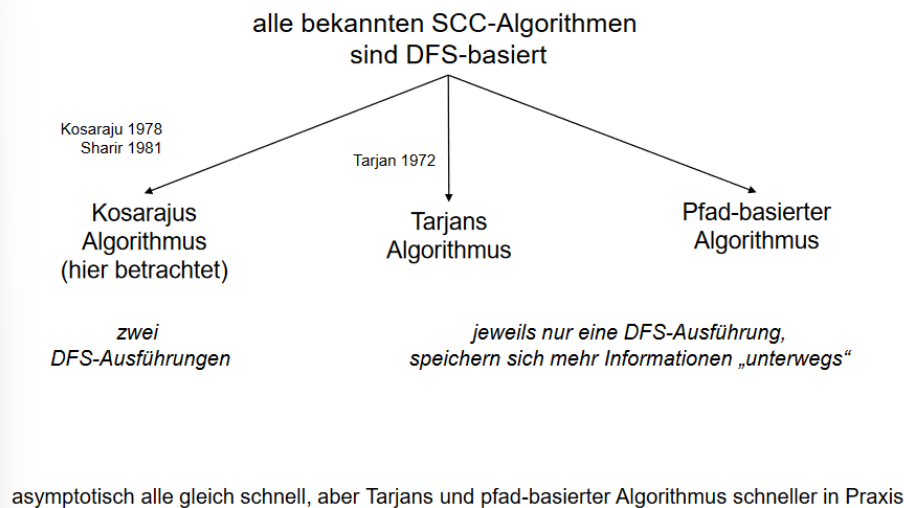 alle bekannten SCC-Algorithmen
sind DFS-basiert
Kosaraju 1978
Sharir 1981
Tarjan 1972
Kosarajus
Algorithmus
(hier betrachtet)
Tarjans
Algorithmus
Pfad-basierter
Algorithmus
zwei
DFS-Ausführungen
jeweils nur eine DFS-Ausführung,
speichern sich mehr Informationen „unterwegs“
asymptotisch alle gleich schnell, aber Tarjans und pfad-basierter Algorithmus schneller in Praxis